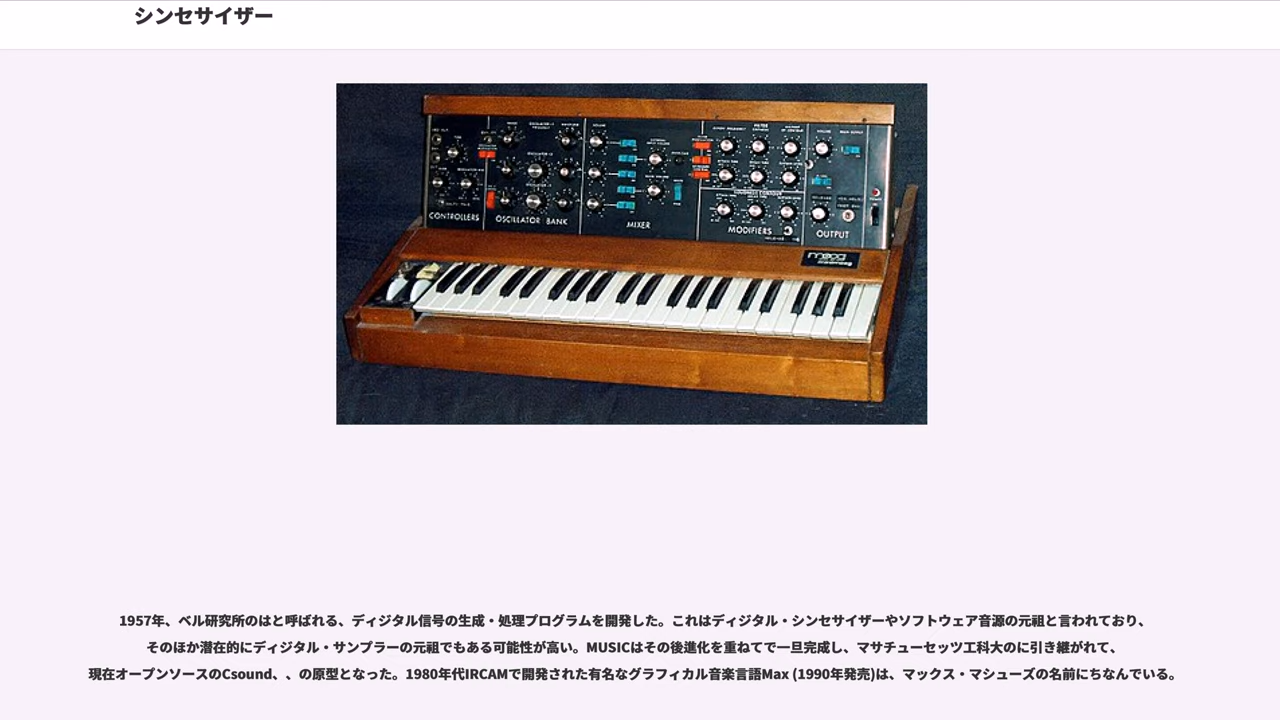 シンセサイザー
CONTROLLERS
OSCILLATOR BANK
MIXER
MODIFIERS
OUTPUT
moog
1957年、ベル研究所のはと呼ばれる、ディジタル信号の生成・処理プログラムを開発した。これはディジタル・シンセサイザーやソフトウェア音源の元祖と言われており、
そのほか潜在的にディジタル・サンプラーの元祖でもある可能性が高い。MUSICはその後進化を重ねてで一旦完成し、マサチューセッツ工科大のに引き継がれて、
現在オープンソースのCsound、、の原型となった。1980年代IRCAMで開発された有名なグラフィカル音楽言語Max (1990年発売)は、マックス・マシューズの名前にちなんでいる。